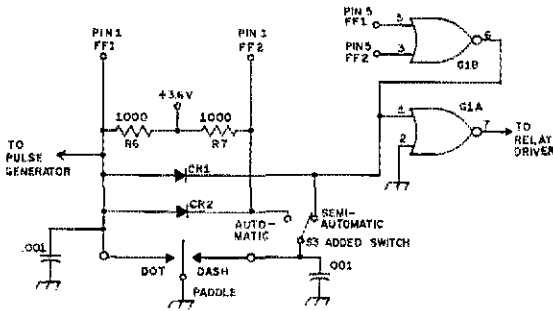 PIN 1
FF1
PIN 1
FF2
PIN 5
FF1
5
PIN 5
FF2
3
6
G1B
+3.6V
1000
R6
1000
R7
4
2
G1A
7
TO
RELAY
DRIVER
TO
PULSE
GENERATOR
CR1
CR2
AUTO-
MATIC
SEMI-
AUTOMATIC
S3 ADDED SWITCH
.001
DOT
DASH
PADDLE
.001